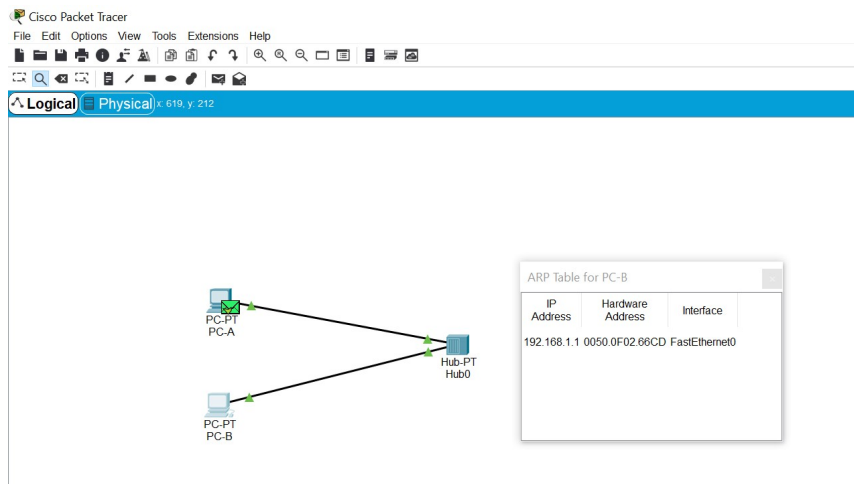 Cisco Packet Tracer
File Edit Options View Tools Extensions Help
Logical Physical x: 619, y: 212
PC-PT
PC-A
Hub-PT
Hub0
PC-PT
PC-B
ARP Table for PC-B
IP Address Hardware Address Interface
192.168.1.1 0050.0F02.66CD FastEthernet0